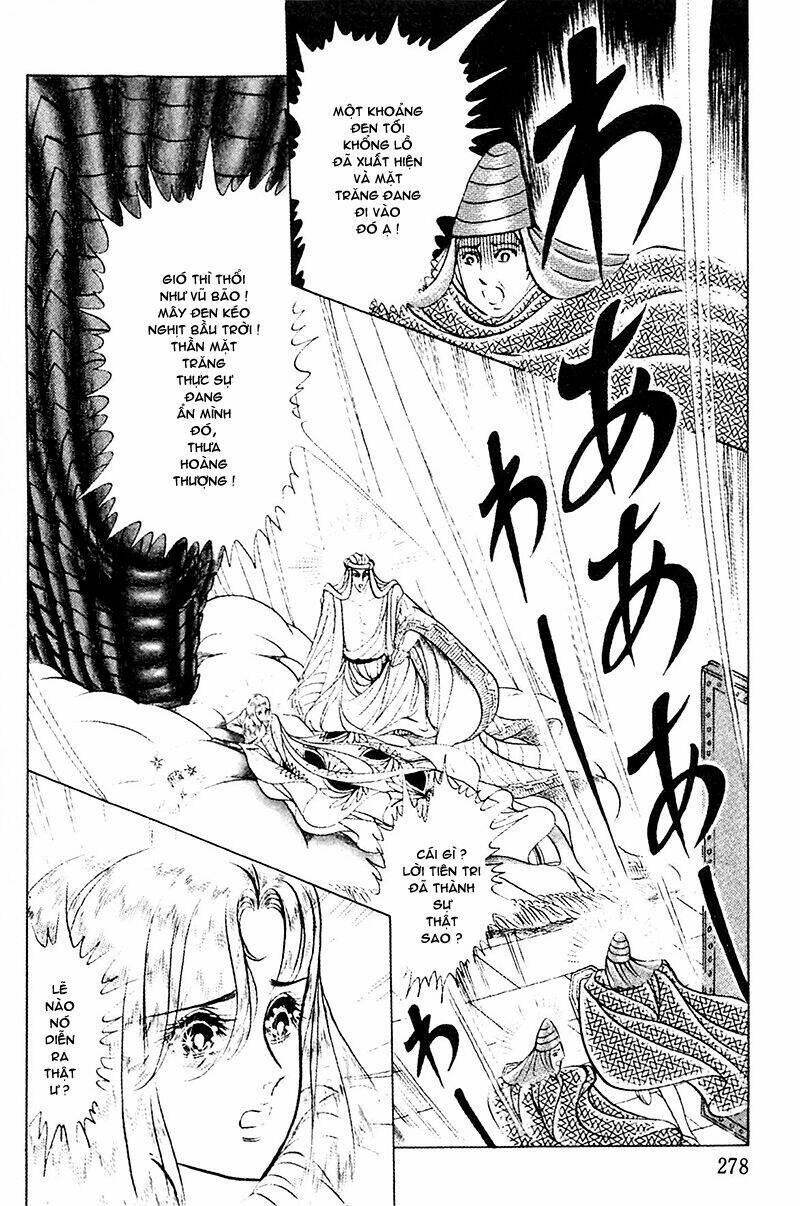 MỘT KHOẢNG
ĐEN TỐI
KHỔNG LỒ
ĐÃ XUẤT HIỆN
VÀ MẶT
TRĂNG ĐANG
ĐI VÀO
ĐÓ Ạ !
わああー
わあー
GIÓ THÌ THỔI
NHƯ VŨ BÃO !
MÂY ĐEN KÉO
NGHỊT BẦU TRỜI !
THẦN MẶT
TRĂNG
THỰC SỰ
ĐANG
ẨN MÌNH
ĐÓ,
THƯA
HOÀNG
THƯỢNG !
CÁI GÌ ?
LỜI TIÊN TRI
ĐÃ THÀNH
SỰ
THẬT
SAO ?
わー
LẼ
NÀO
NÓ
DIỄN
RA
THẬT
Ư ?
278